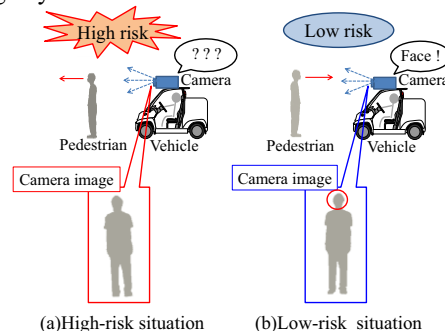 High risk
? ? ?
Camera
Pedestrian
Vehicle
Camera image
(a)High-risk situation
Low risk
Face !
Camera
Pedestrian
Vehicle
Camera image
(b)Low-risk situation